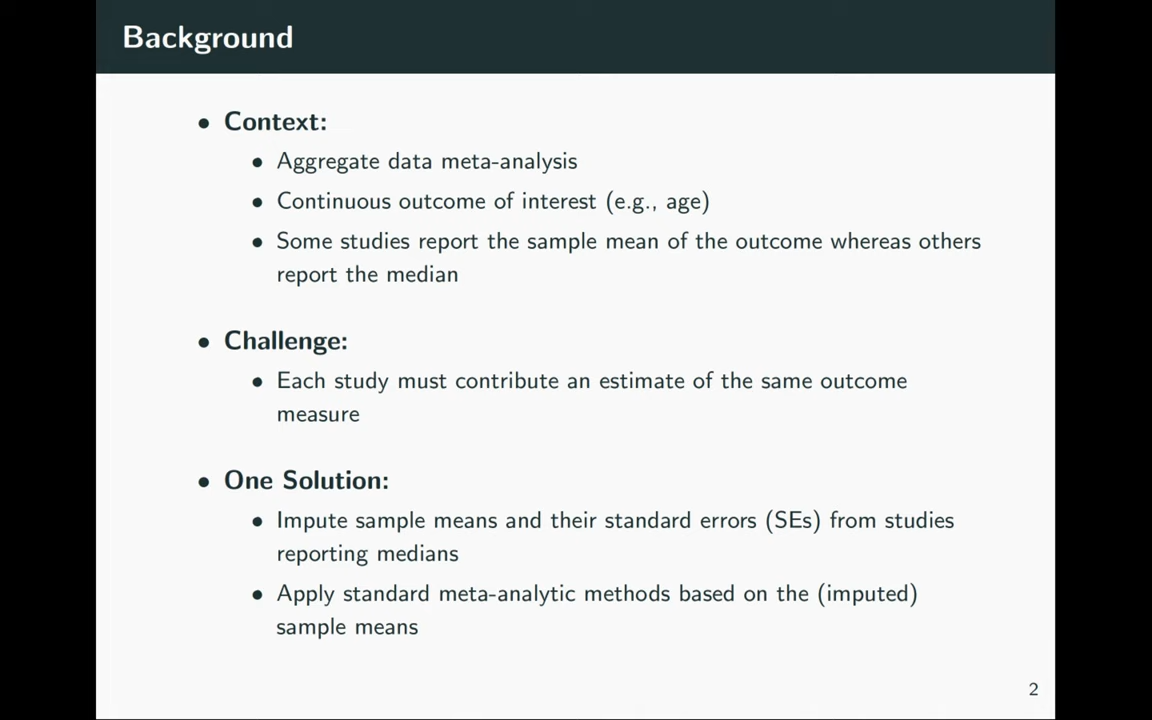 Background
• Context:
• Aggregate data meta-analysis
• Continuous outcome of interest (e.g., age)
• Some studies report the sample mean of the outcome whereas others
report the median
• Challenge:
• Each study must contribute an estimate of the same outcome
measure
• One Solution:
• Impute sample means and their standard errors (SEs) from studies
reporting medians
• Apply standard meta-analytic methods based on the (imputed)
sample means
2